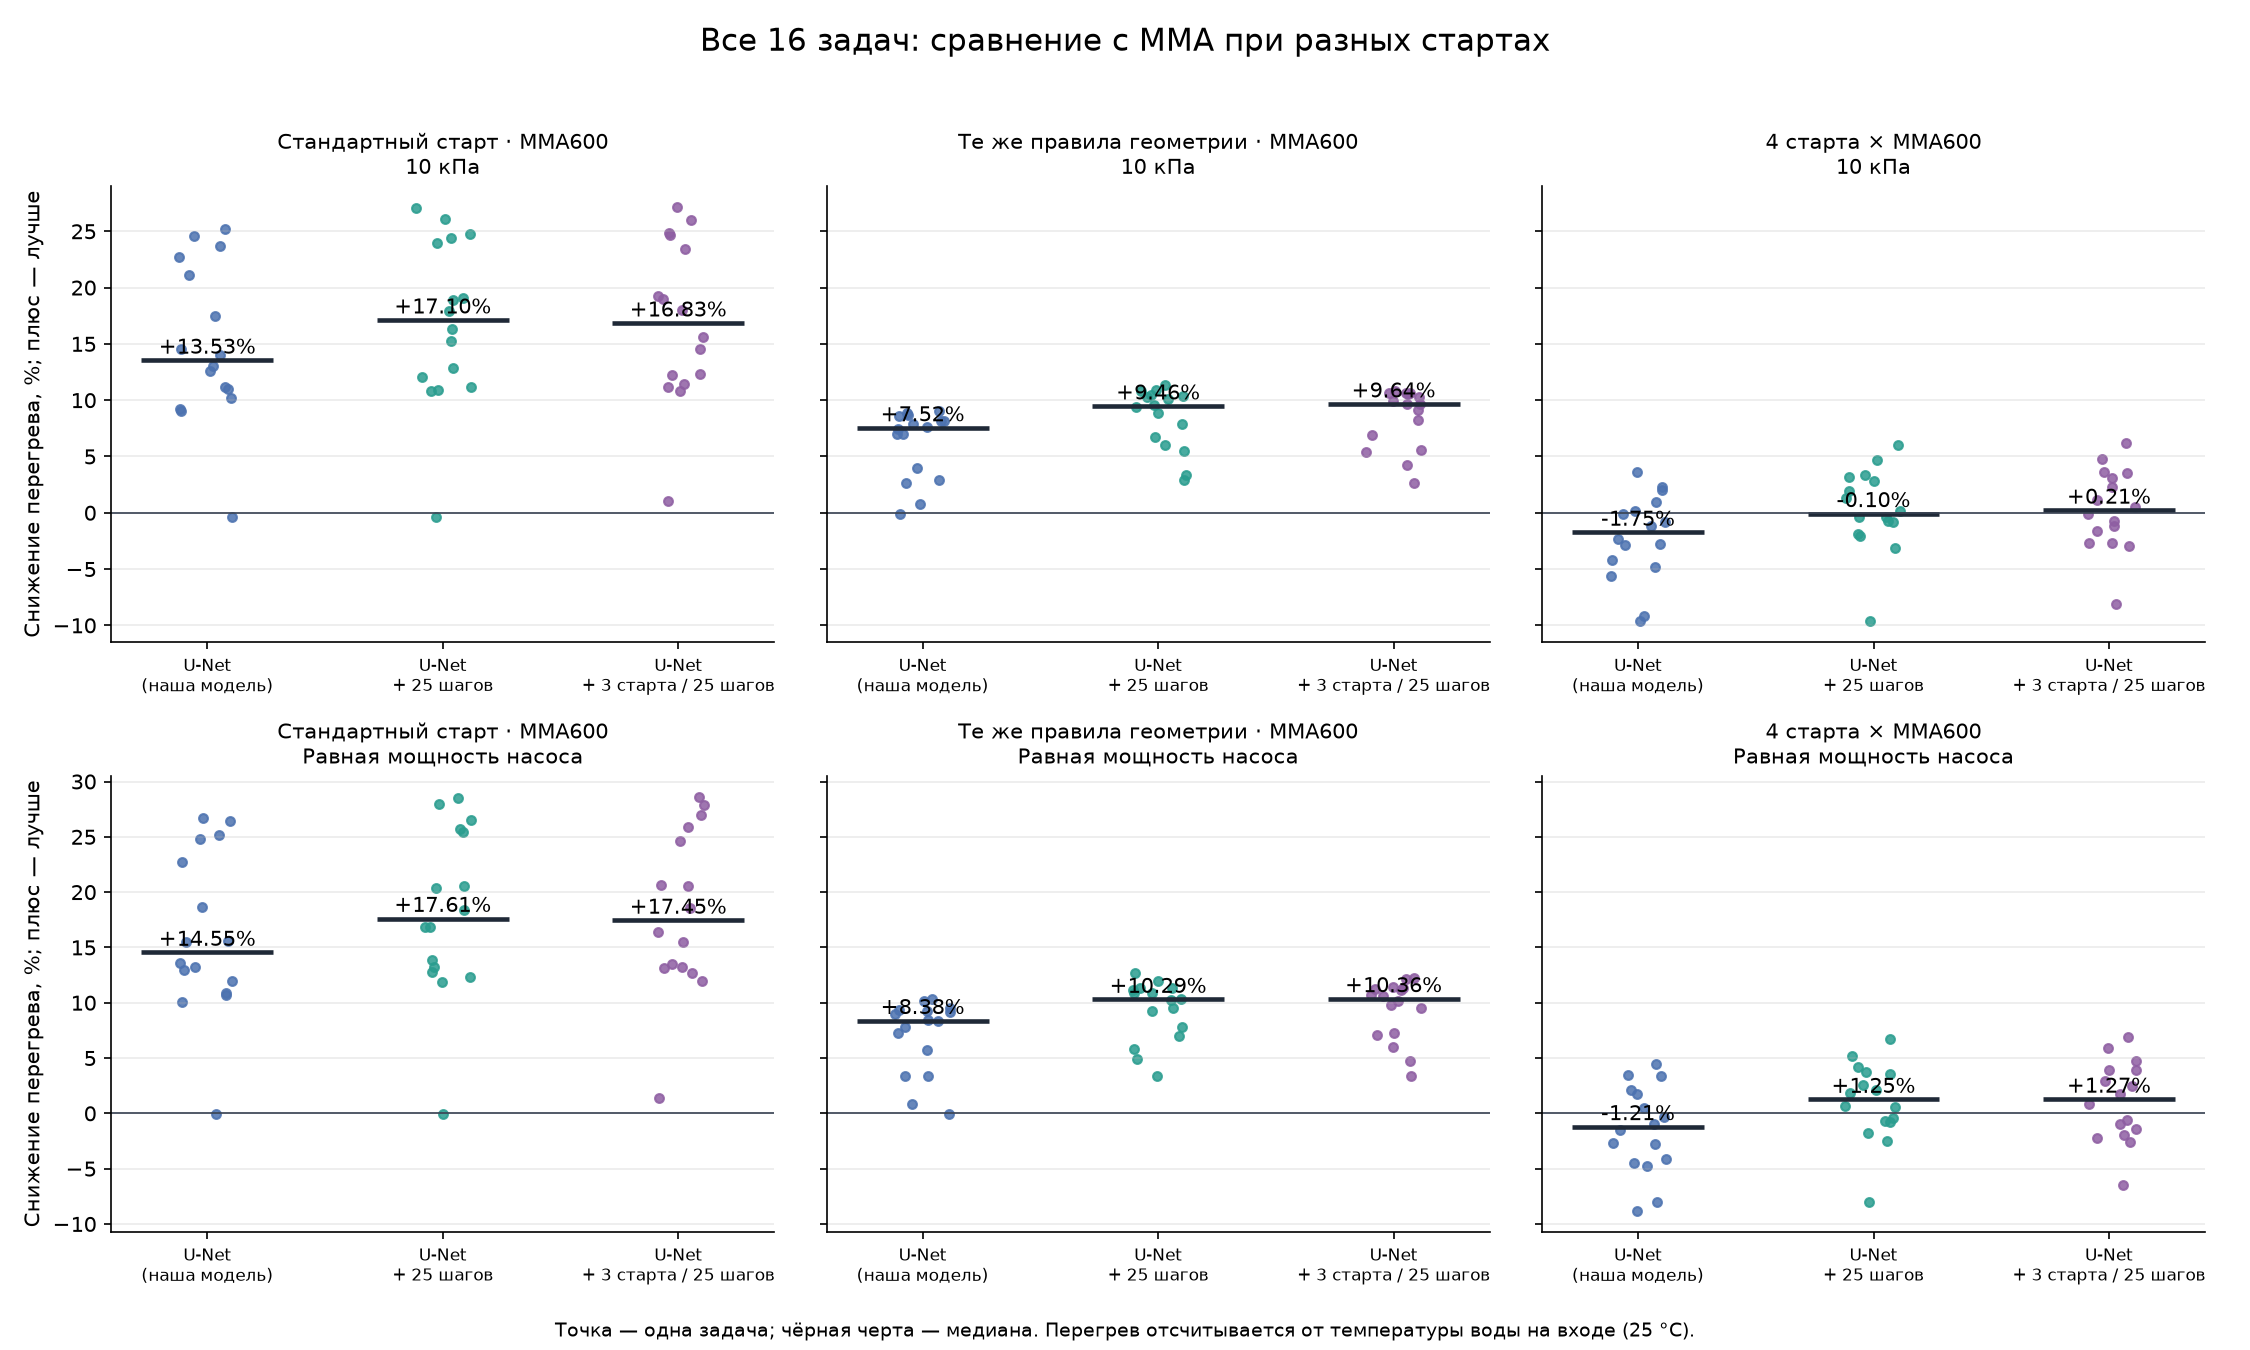 Все 16 задач: сравнение с MMA при разных стартах
Стандартный старт · MMA600
10 кПа
Снижение перегрева, %; плюс — лучше
25
20
15
10
5
0
−5
−10
+13.53%
+17.10%
+16.83%
U-Net
(наша модель)
U-Net
+ 25 шагов
U-Net
+ 3 старта / 25 шагов
Те же правила геометрии · MMA600
10 кПа
+7.52%
+9.46%
+9.64%
U-Net
(наша модель)
U-Net
+ 25 шагов
U-Net
+ 3 старта / 25 шагов
4 старта × MMA600
10 кПа
-1.75%
-0.10%
+0.21%
U-Net
(наша модель)
U-Net
+ 25 шагов
U-Net
+ 3 старта / 25 шагов
Стандартный старт · MMA600
Равная мощность насоса
Снижение перегрева, %; плюс — лучше
30
25
20
15
10
5
0
−5
−10
+14.55%
+17.61%
+17.45%
U-Net
(наша модель)
U-Net
+ 25 шагов
U-Net
+ 3 старта / 25 шагов
Те же правила геометрии · MMA600
Равная мощность насоса
+8.38%
+10.29%
+10.36%
U-Net
(наша модель)
U-Net
+ 25 шагов
U-Net
+ 3 старта / 25 шагов
4 старта × MMA600
Равная мощность насоса
-1.21%
+1.25%
+1.27%
U-Net
(наша модель)
U-Net
+ 25 шагов
U-Net
+ 3 старта / 25 шагов
Точка — одна задача; чёрная черта — медиана. Перегрев отсчитывается от температуры воды на входе (25 °C).